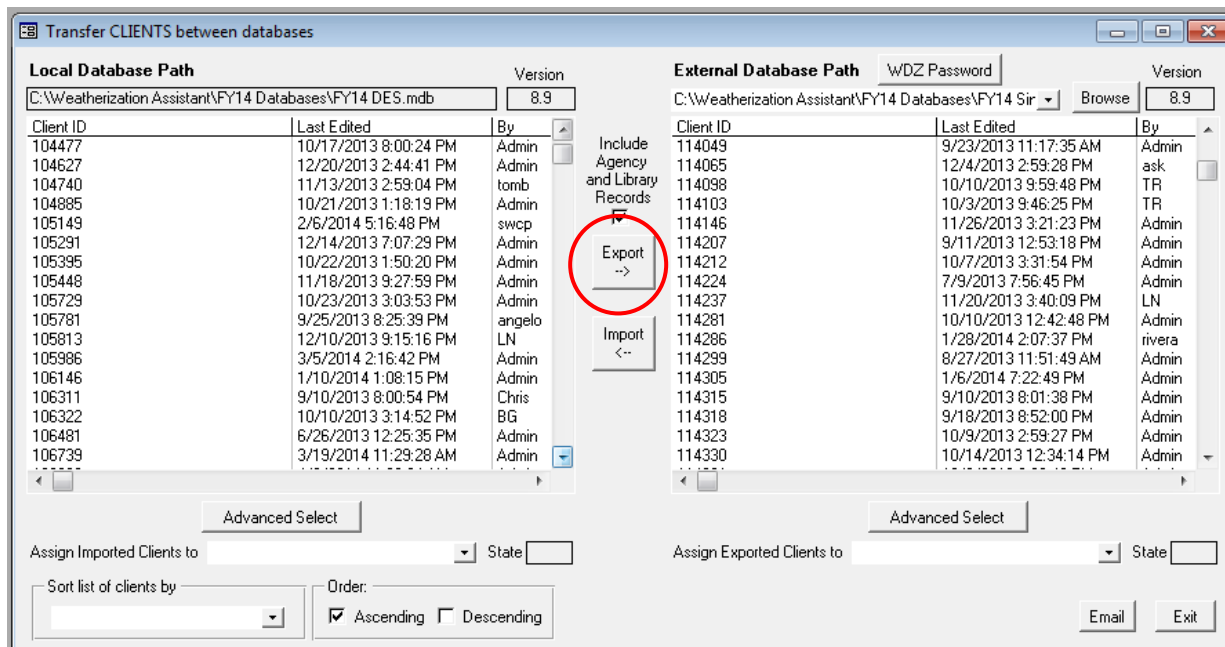 Transfer CLIENTS between databases
Local Database Path
Version
C:\Weatherization Assistant\FY14 Databases\FY14 DES.mdb
8.9
Client ID Last Edited By
104477 10/17/2013 8:00:24 PM Admin
104627 12/20/2013 2:44:41 PM Admin
104740 11/13/2013 2:59:04 PM tomb
104885 10/21/2013 1:18:19 PM Admin
105149 2/6/2014 5:16:48 PM swcp
105291 12/14/2013 7:07:29 PM Admin
105395 10/22/2013 1:50:20 PM Admin
105448 11/18/2013 9:27:59 PM Admin
105729 10/23/2013 3:03:53 PM Admin
105781 9/25/2013 8:25:39 PM angelo
105813 12/10/2013 9:15:16 PM LN
105986 3/5/2014 2:16:42 PM Admin
106146 1/10/2014 1:08:15 PM Admin
106311 9/10/2013 8:00:54 PM Chris
106322 10/10/2013 3:14:52 PM BG
106481 6/26/2013 12:25:35 PM Admin
106739 3/19/2014 11:29:28 AM Admin
Advanced Select
Assign Imported Clients to
State
Sort list of clients by
Order:
Ascending
Descending
Include
Agency
and Library
Records
Export
-->
Import
<--
External Database Path
WDZ Password
Version
C:\Weatherization Assistant\FY14 Databases\FY14 Sir
Browse
8.9
Client ID Last Edited By
114049 9/23/2013 11:17:35 AM Admin
114065 12/4/2013 2:59:28 PM ask
114098 10/10/2013 9:59:48 PM TR
114103 10/3/2013 9:46:25 PM TR
114146 11/26/2013 3:21:23 PM Admin
114207 9/11/2013 12:53:18 PM Admin
114212 10/7/2013 3:31:54 PM Admin
114224 7/9/2013 7:56:45 PM Admin
114237 11/20/2013 3:40:09 PM LN
114281 10/10/2013 12:42:48 PM Admin
114286 1/28/2014 2:07:37 PM rivera
114299 8/27/2013 11:51:49 AM Admin
114305 1/6/2014 7:22:49 PM Admin
114315 9/10/2013 8:01:38 PM Admin
114318 9/18/2013 8:52:00 PM Admin
114323 10/9/2013 2:59:27 PM Admin
114330 10/14/2013 12:34:14 PM Admin
Advanced Select
Assign Exported Clients to
State
Email
Exit